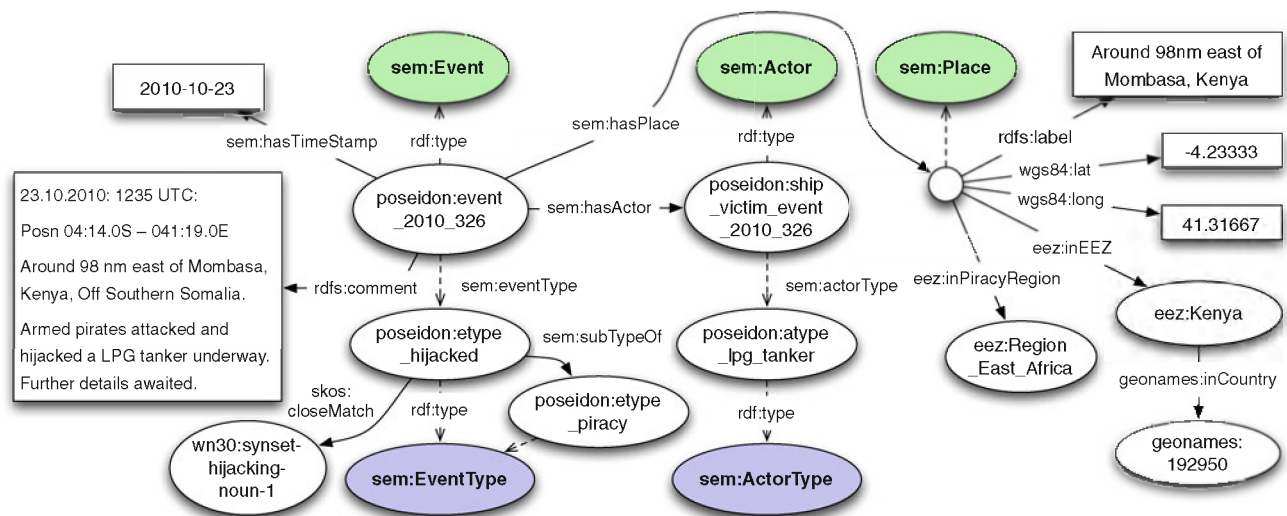 sem:Event
sem:Actor
sem:Place
Around 98nm east of
Mombasa, Kenya
2010-10-23
sem:hasPlace
rdf:type
rdf:type
rdfs:label
sem:hasTimeStamp
wgs84:lat
-4.23333
23.10.2010: 1235 UTC:
Posn 04:14.0S – 041:19.0E
Around 98 nm east of Mombasa,
Kenya, Off Southern Somalia.
Armed pirates attacked and
hijacked a LPG tanker underway.
Further details awaited.
poseidon:event
_2010_326
sem:hasActor
poseidon:ship
_victim_event
_2010_326
wgs84:long
41.31667
eez:inEEZ
rdfs:comment
sem:eventType
sem:actorType
eez:inPiracyRegion
poseidon:etype
_hijacked
sem:subTypeOf
poseidon:atype
_lpg_tanker
eez:Region
_East_Africa
eez:Kenya
skos:
closeMatch
rdf:type
poseidon:etype
_piracy
rdf:type
geonames:inCountry
wn30:synset-
hijacking-
noun-1
sem:EventType
sem:ActorType
geonames:
192950